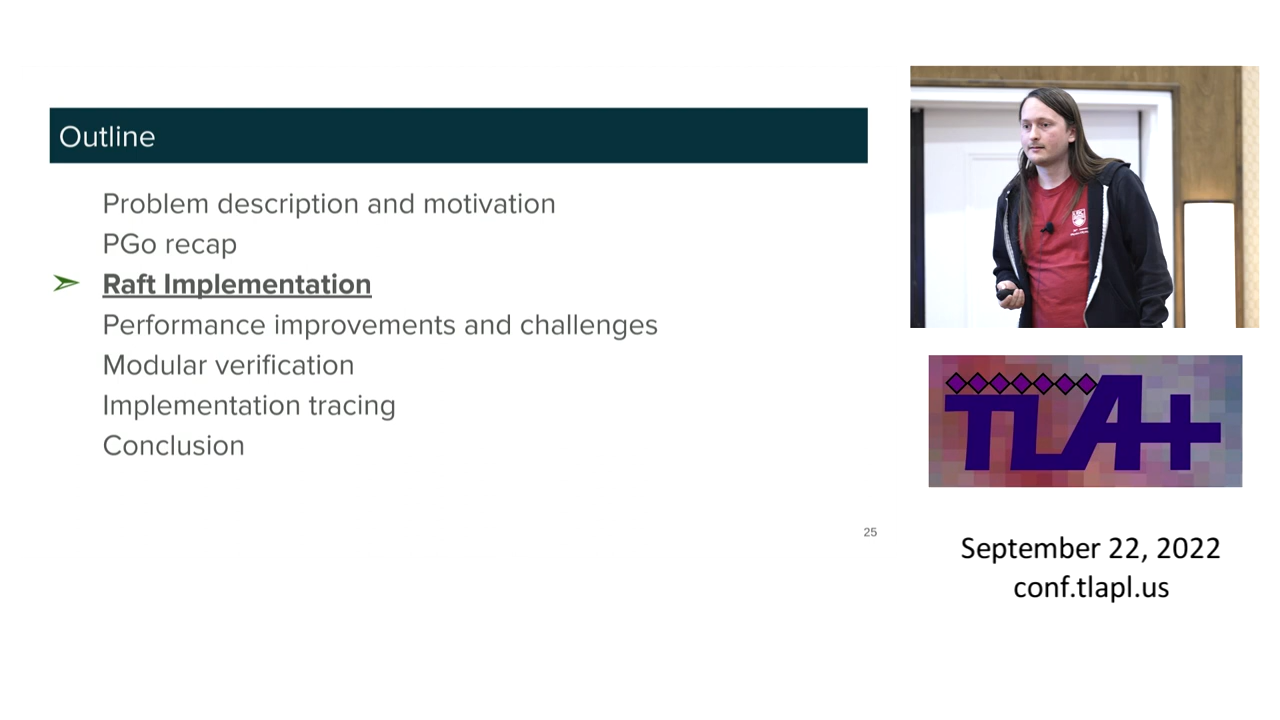 Outline
Problem description and motivation
PGo recap
Raft Implementation
Performance improvements and challenges
Modular verification
Implementation tracing
Conclusion
25
TLA+
September 22, 2022
conf.tlapl.us